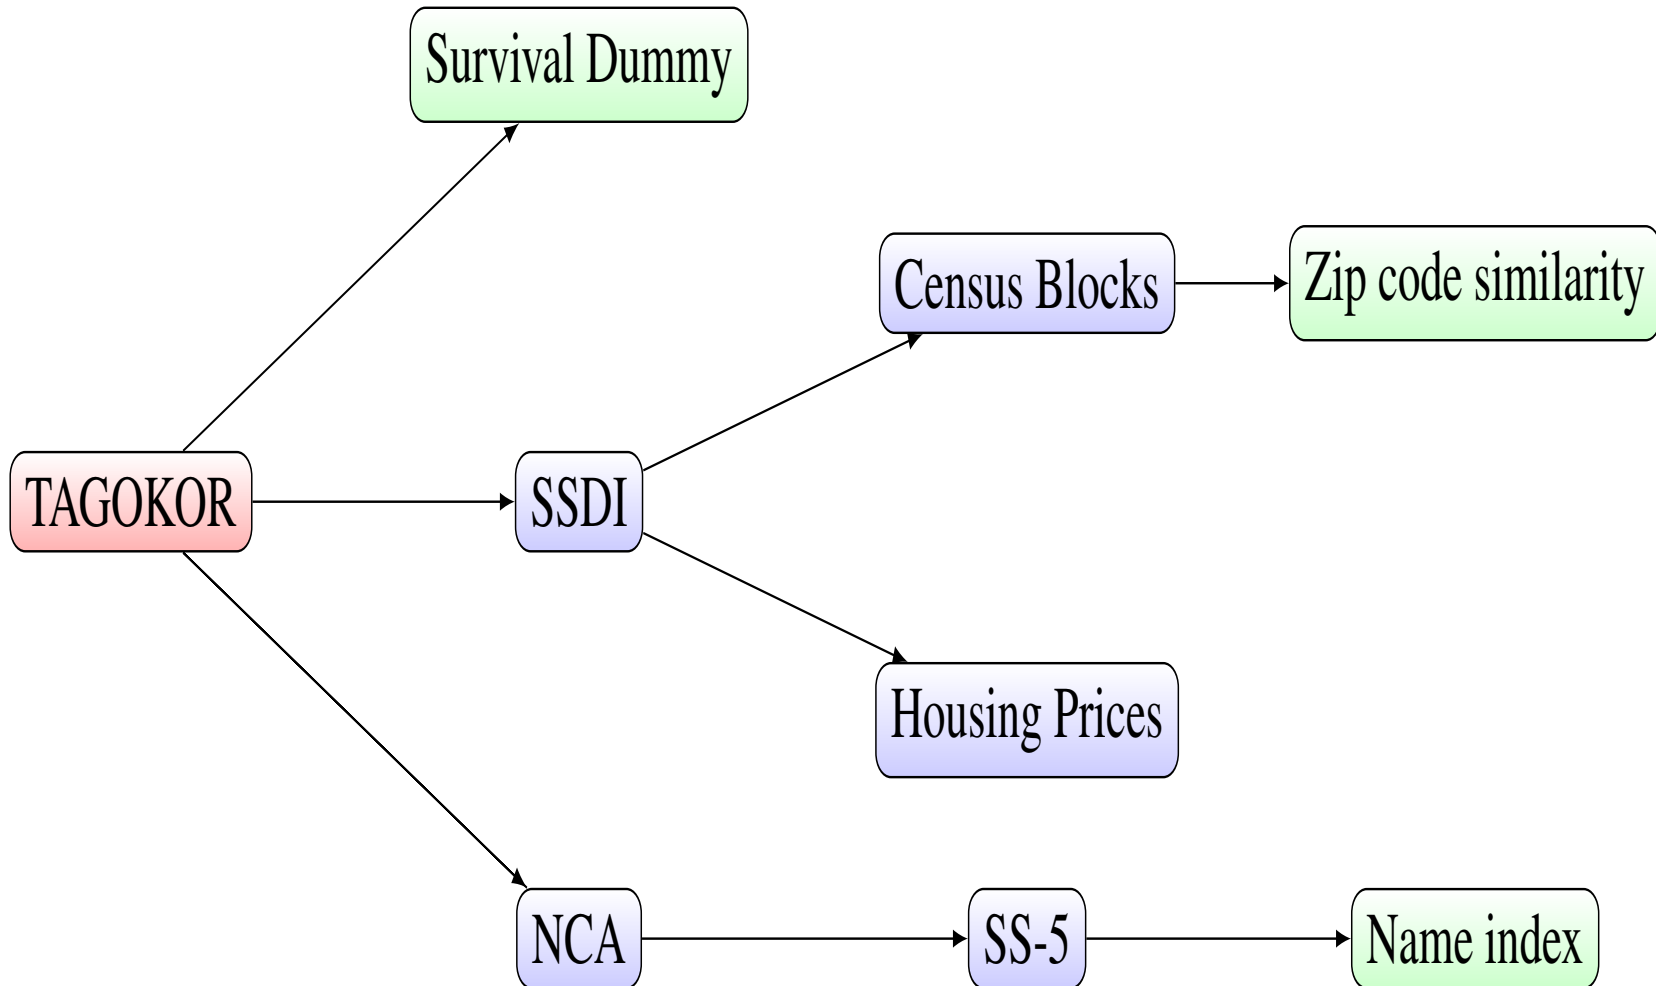 Survival Dummy
Census Blocks
Zip code similarity
TAGOKOR
SSDI
Housing Prices
NCA
SS-5
Name index